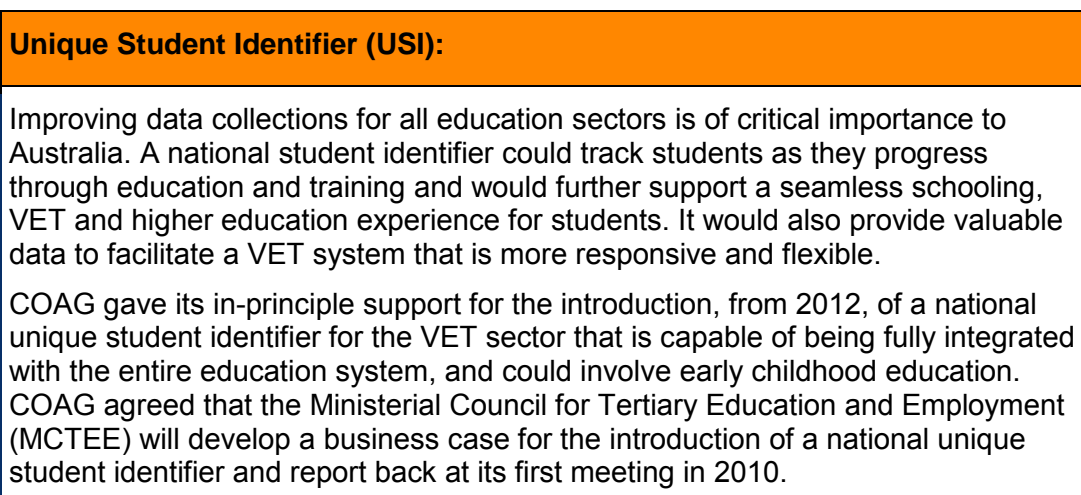 Unique Student Identifier (USI):
Improving data collections for all education sectors is of critical importance to
Australia. A national student identifier could track students as they progress
through education and training and would further support a seamless schooling,
VET and higher education experience for students. It would also provide valuable
data to facilitate a VET system that is more responsive and flexible.
COAG gave its in-principle support for the introduction, from 2012, of a national
unique student identifier for the VET sector that is capable of being fully integrated
with the entire education system, and could involve early childhood education.
COAG agreed that the Ministerial Council for Tertiary Education and Employment
(MCTEE) will develop a business case for the introduction of a national unique
student identifier and report back at its first meeting in 2010.